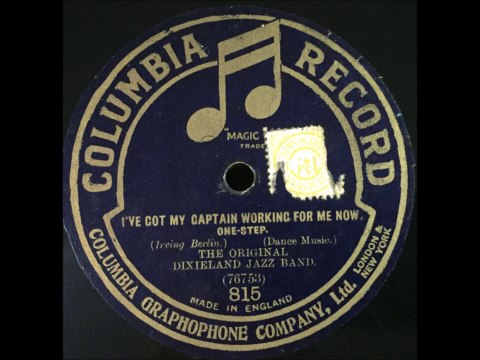 COLUMBIA RECORD
"MAGIC
TRADE
I'VE GOT MY CAPTAIN WORKING FOR ME NOW.
ONE-STEP.
(Irving Berlin.) (Dance Music.)
THE ORIGINAL
DIXIELAND JAZZ BAND.
(76753)
815
MADE IN ENGLAND
COLUMBIA GRAPHOPHONE COMPANY, Ltd. LONDON & NEW YORK